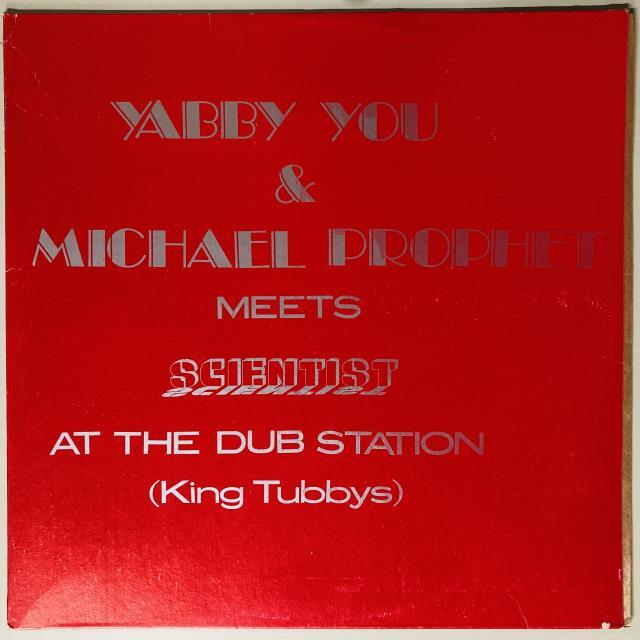 YABBY YOU
&
MICHAEL PROPHET
MEETS
SCIENTIST
AT THE DUB STATION
(King Tubbys)